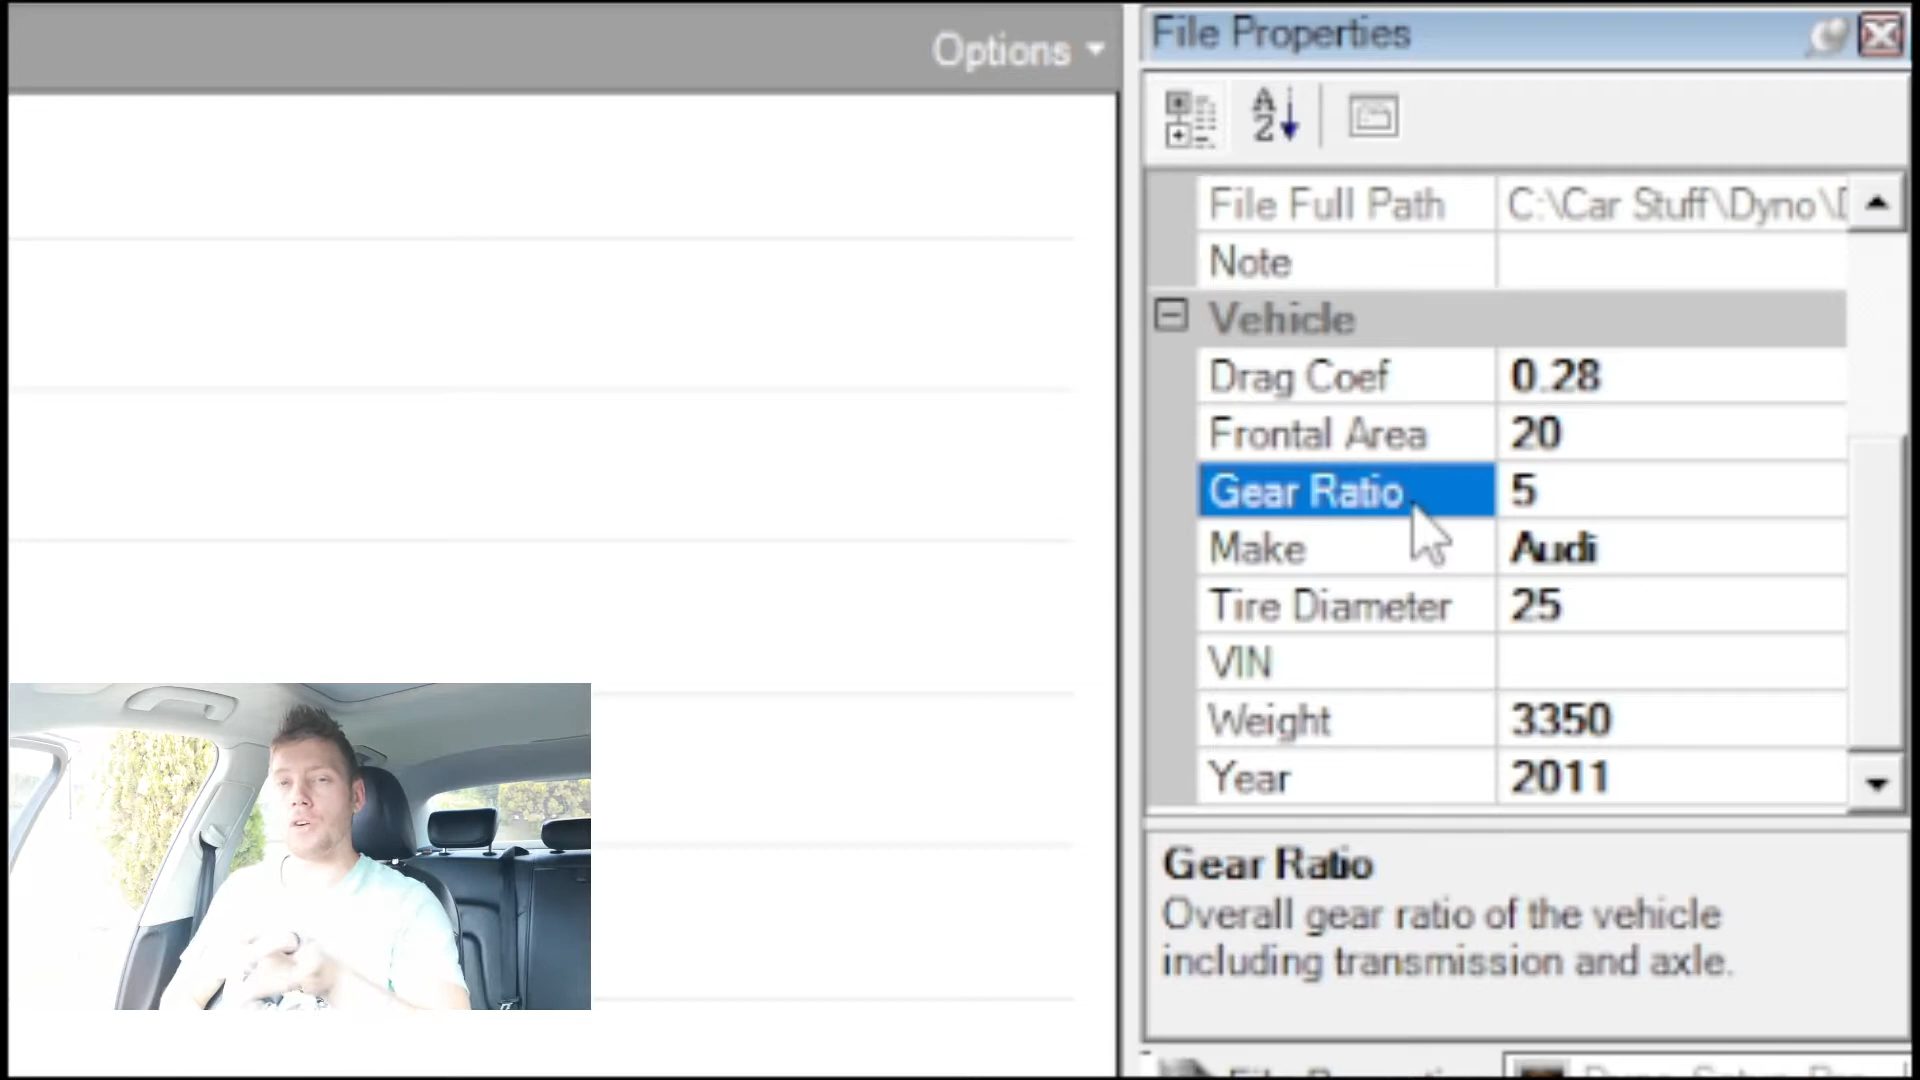 Options
File Properties
File Full Path C:\Car Stuff\Dyno\D
Note
Vehicle
Drag Coef 0.28
Frontal Area 20
Gear Ratio 5
Make Audi
Tire Diameter 25
VIN
Weight 3350
Year 2011
Gear Ratio
Overall gear ratio of the vehicle
including transmission and axle.